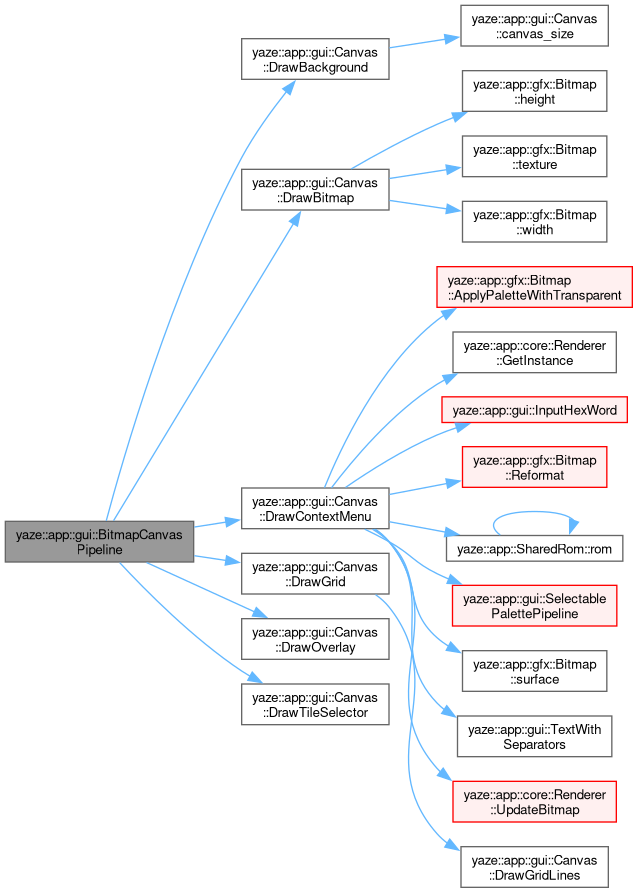 yaze::app::gui::BitmapCanvas
Pipeline
yaze::app::gui::Canvas
::DrawBackground
yaze::app::gui::Canvas
::DrawBitmap
yaze::app::gui::Canvas
::DrawContextMenu
yaze::app::gui::Canvas
::DrawGrid
yaze::app::gui::Canvas
::DrawOverlay
yaze::app::gui::Canvas
::DrawTileSelector
yaze::app::gui::Canvas
::canvas_size
yaze::app::gfx::Bitmap
::height
yaze::app::gfx::Bitmap
::texture
yaze::app::gfx::Bitmap
::width
yaze::app::gfx::Bitmap
::ApplyPaletteWithTransparent
yaze::app::core::Renderer
::GetInstance
yaze::app::gui::InputHexWord
yaze::app::gfx::Bitmap
::Reformat
yaze::app::SharedRom::rom
yaze::app::gui::Selectable
PalettePipeline
yaze::app::gfx::Bitmap
::surface
yaze::app::gui::TextWith
Separators
yaze::app::core::Renderer
::UpdateBitmap
yaze::app::gui::Canvas
::DrawGridLines